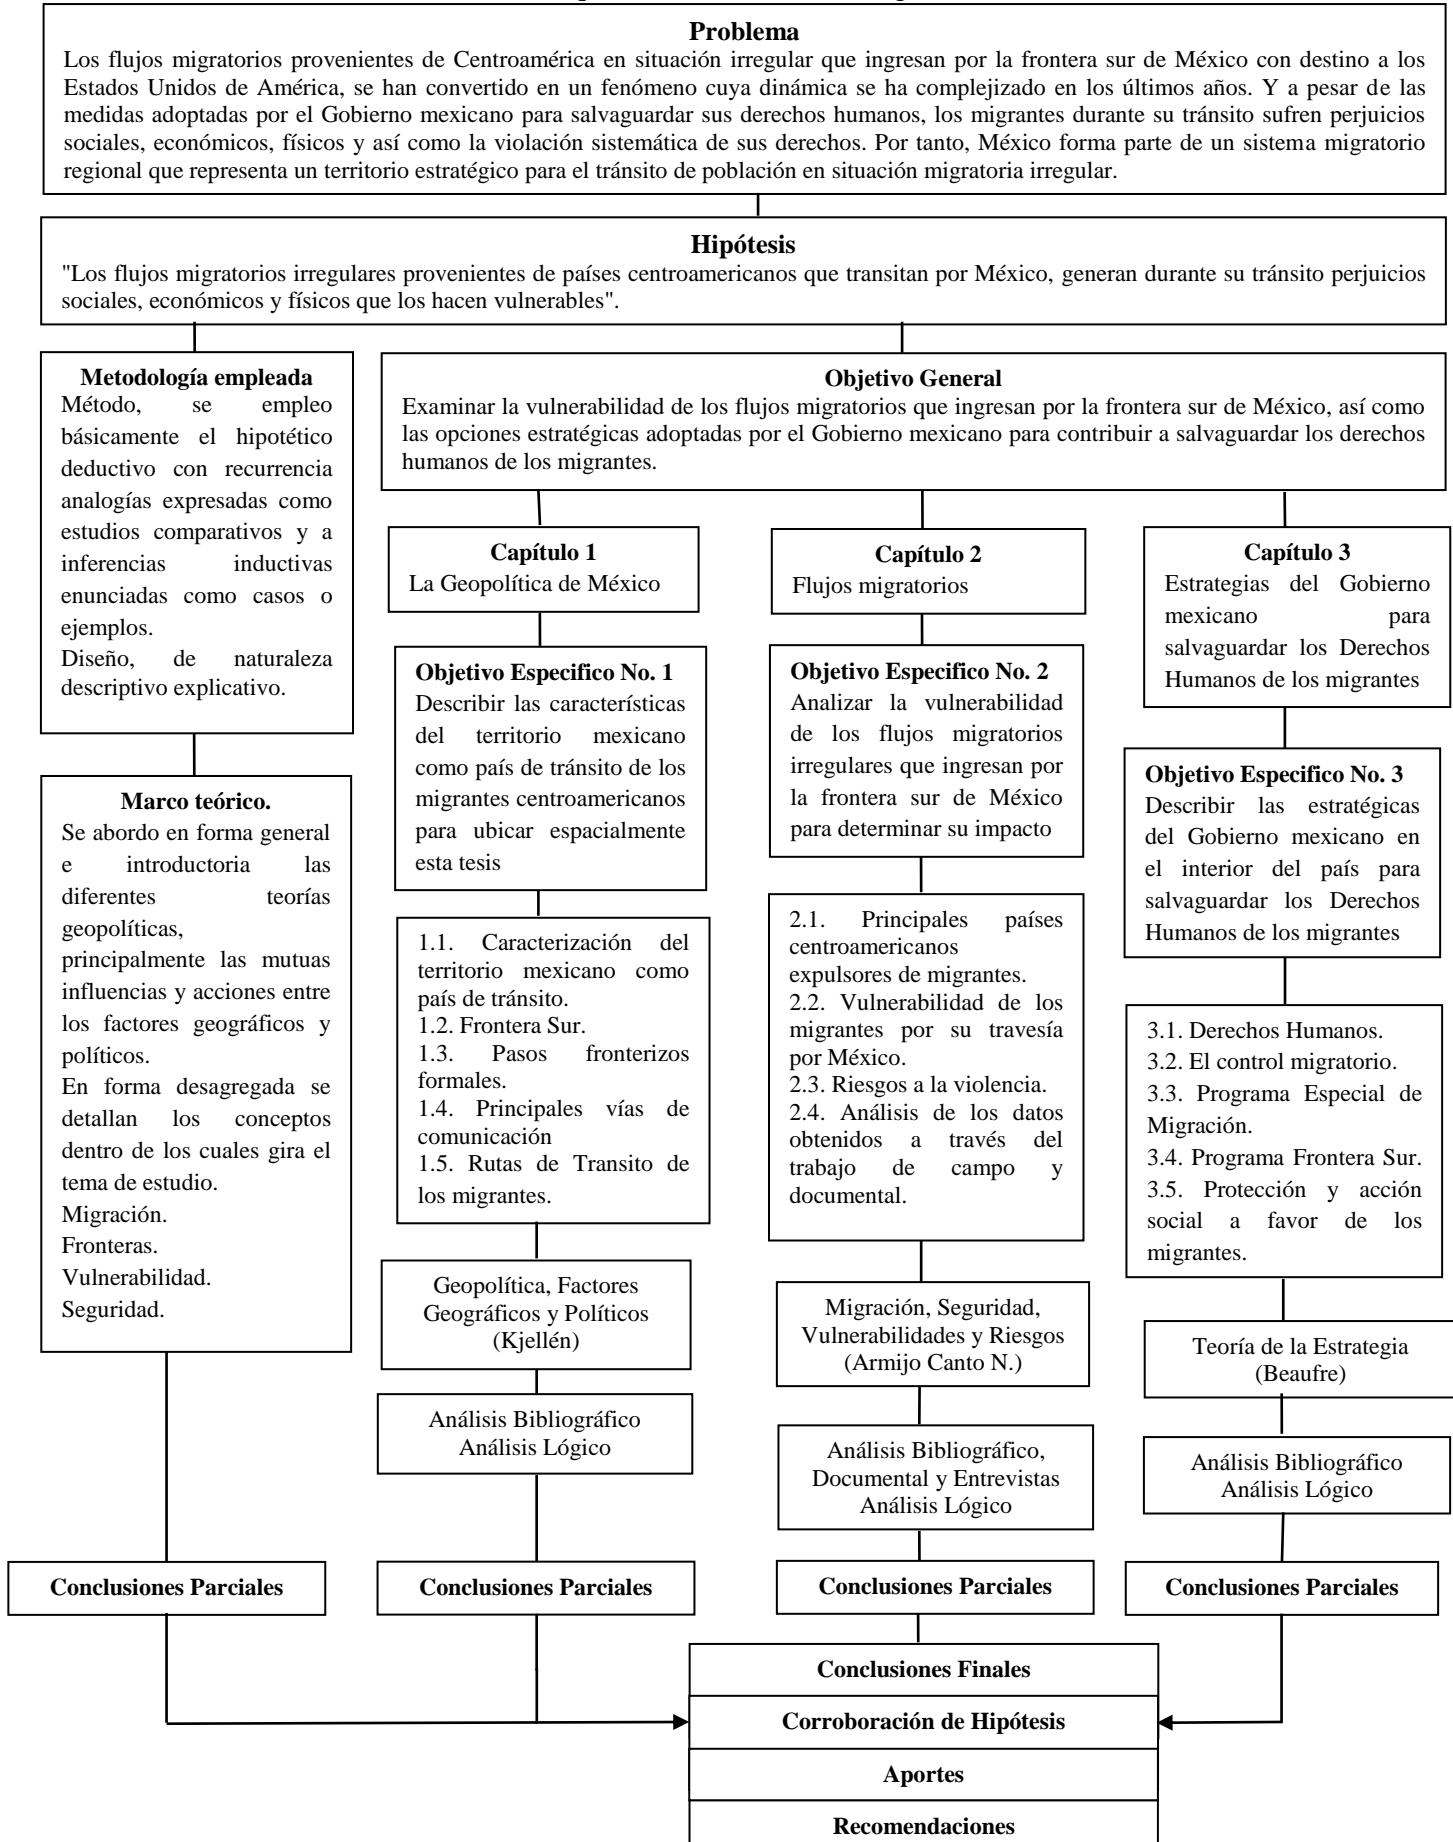 Problema
Los flujos migratorios provenientes de Centroamérica en situación irregular que ingresan por la frontera sur de México con destino a los
Estados Unidos de América, se han convertido en un fenómeno cuya dinámica se ha complejizado en los últimos años. Y a pesar de las
medidas adoptadas por el Gobierno mexicano para salvaguardar sus derechos humanos, los migrantes durante su tránsito sufren perjuicios
sociales, económicos, físicos y así como la violación sistemática de sus derechos. Por tanto, México forma parte de un sistema migratorio
regional que representa un territorio estratégico para el tránsito de población en situación migratoria irregular.
Hipótesis
"Los flujos migratorios irregulares provenientes de países centroamericanos que transitan por México, generan durante su tránsito perjuicios
sociales, económicos y físicos que los hacen vulnerables".
Metodología empleada
Método, se empleo
básicamente el hipotético
deductivo con recurrencia
analogías expresadas como
estudios comparativos y a
inferencias inductivas
enunciadas como casos o
ejemplos.
Diseño, de naturaleza
descriptivo explicativo.
Marco teórico.
Se abordo en forma general
e introductoria las
diferentes teorías
geopolíticas,
principalmente las mutuas
influencias y acciones entre
los factores geográficos y
políticos.
En forma desagregada se
detallan los conceptos
dentro de los cuales gira el
tema de estudio.
Migración.
Fronteras.
Vulnerabilidad.
Seguridad.
Conclusiones Parciales
Objetivo General
Examinar la vulnerabilidad de los flujos migratorios que ingresan por la frontera sur de México, así como
las opciones estratégicas adoptadas por el Gobierno mexicano para contribuir a salvaguardar los derechos
humanos de los migrantes.
Capítulo 1
La Geopolítica de México
Objetivo Especifico No. 1
Describir las características
del territorio mexicano
como país de tránsito de los
migrantes centroamericanos
para ubicar espacialmente
esta tesis
1.1. Caracterización del
territorio mexicano como
país de tránsito.
1.2. Frontera Sur.
1.3. Pasos fronterizos
formales.
1.4. Principales vías de
comunicación
1.5. Rutas de Transito de
los migrantes.
Geopolítica, Factores
Geográficos y Políticos
(Kjellén)
Análisis Bibliográfico
Análisis Lógico
Conclusiones Parciales
Capítulo 2
Flujos migratorios
Objetivo Especifico No. 2
Analizar la vulnerabilidad
de los flujos migratorios
irregulares que ingresan por
la frontera sur de México
para determinar su impacto
2.1. Principales países
centroamericanos
expulsores de migrantes.
2.2. Vulnerabilidad de los
migrantes por su travesía
por México.
2.3. Riesgos a la violencia.
2.4. Análisis de los datos
obtenidos a través del
trabajo de campo y
documental.
Migración, Seguridad,
Vulnerabilidades y Riesgos
(Armijo Canto N.)
Análisis Bibliográfico,
Documental y Entrevistas
Análisis Lógico
Conclusiones Parciales
Capítulo 3
Estrategias del Gobierno
mexicano para
salvaguardar los Derechos
Humanos de los migrantes
Objetivo Especifico No. 3
Describir las estratégicas
del Gobierno mexicano en
el interior del país para
salvaguardar los Derechos
Humanos de los migrantes
3.1. Derechos Humanos.
3.2. El control migratorio.
3.3. Programa Especial de
Migración.
3.4. Programa Frontera Sur.
3.5. Protección y acción
social a favor de los
migrantes.
Teoría de la Estrategia
(Beaufre)
Análisis Bibliográfico
Análisis Lógico
Conclusiones Parciales
Conclusiones Finales
Corroboración de Hipótesis
Aportes
Recomendaciones